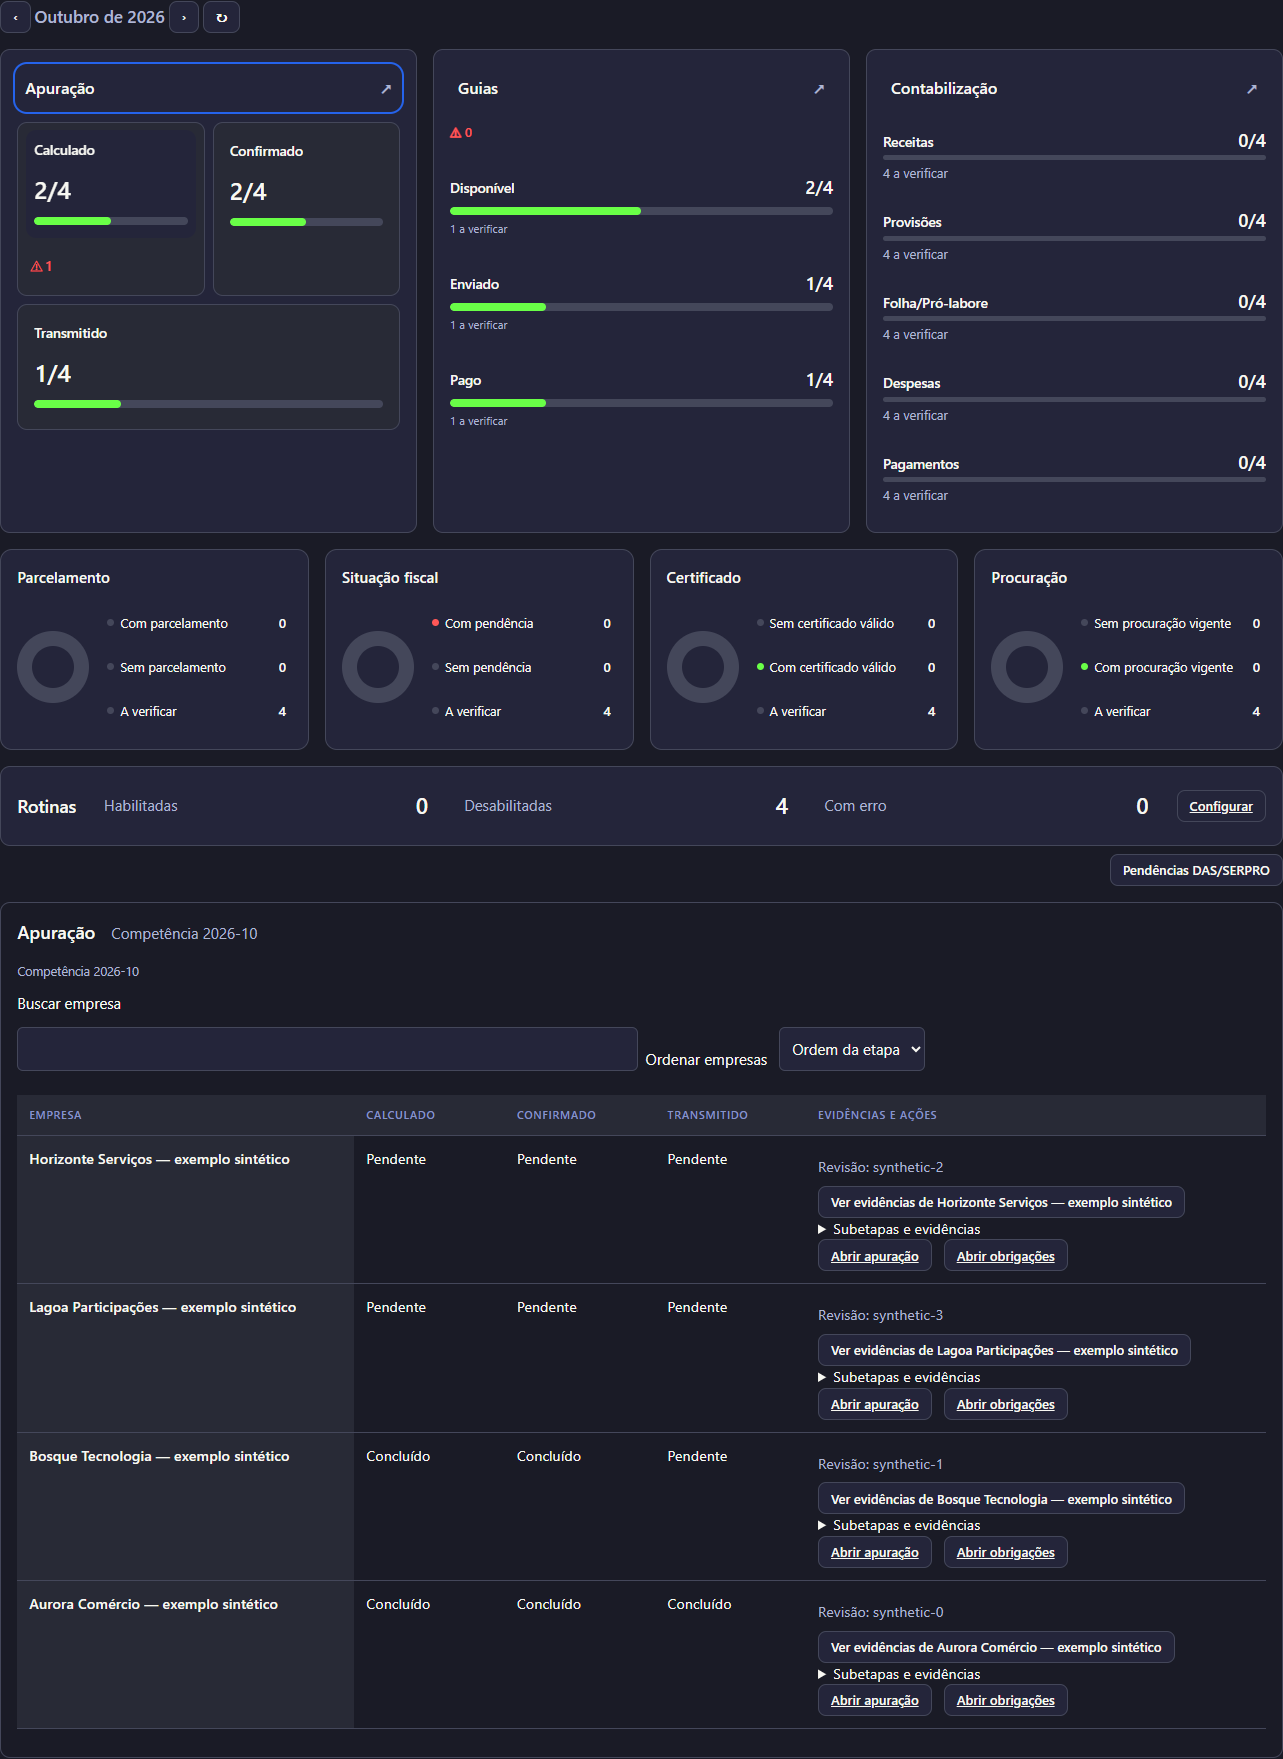 ‹ Outubro de 2026 › ↻
Apuração ↗
Calculado
2/4
⚠ 1
Confirmado
2/4
Transmitido
1/4
Guias ↗
⚠ 0
Disponível 2/4
1 a verificar
Enviado 1/4
1 a verificar
Pago 1/4
1 a verificar
Contabilização ↗
Receitas 0/4
4 a verificar
Provisões 0/4
4 a verificar
Folha/Pró-labore 0/4
4 a verificar
Despesas 0/4
4 a verificar
Pagamentos 0/4
4 a verificar
Parcelamento
Com parcelamento 0
Sem parcelamento 0
A verificar 4
Situação fiscal
Com pendência 0
Sem pendência 0
A verificar 4
Certificado
Sem certificado válido 0
Com certificado válido 0
A verificar 4
Procuração
Sem procuração vigente 0
Com procuração vigente 0
A verificar 4
Rotinas Habilitadas 0 Desabilitadas 4 Com erro 0 Configurar
Pendências DAS/SERPRO
Apuração Competência 2026-10
Competência 2026-10
Buscar empresa
Ordenar empresas Ordem da etapa
EMPRESA CALCULADO CONFIRMADO TRANSMITIDO EVIDÊNCIAS E AÇÕES
Horizonte Serviços — exemplo sintético Pendente Pendente Pendente
Revisão: synthetic-2
Ver evidências de Horizonte Serviços — exemplo sintético
▶ Subetapas e evidências
Abrir apuração Abrir obrigações
Lagoa Participações — exemplo sintético Pendente Pendente Pendente
Revisão: synthetic-3
Ver evidências de Lagoa Participações — exemplo sintético
▶ Subetapas e evidências
Abrir apuração Abrir obrigações
Bosque Tecnologia — exemplo sintético Concluído Concluído Pendente
Revisão: synthetic-1
Ver evidências de Bosque Tecnologia — exemplo sintético
▶ Subetapas e evidências
Abrir apuração Abrir obrigações
Aurora Comércio — exemplo sintético Concluído Concluído Concluído
Revisão: synthetic-0
Ver evidências de Aurora Comércio — exemplo sintético
▶ Subetapas e evidências
Abrir apuração Abrir obrigações